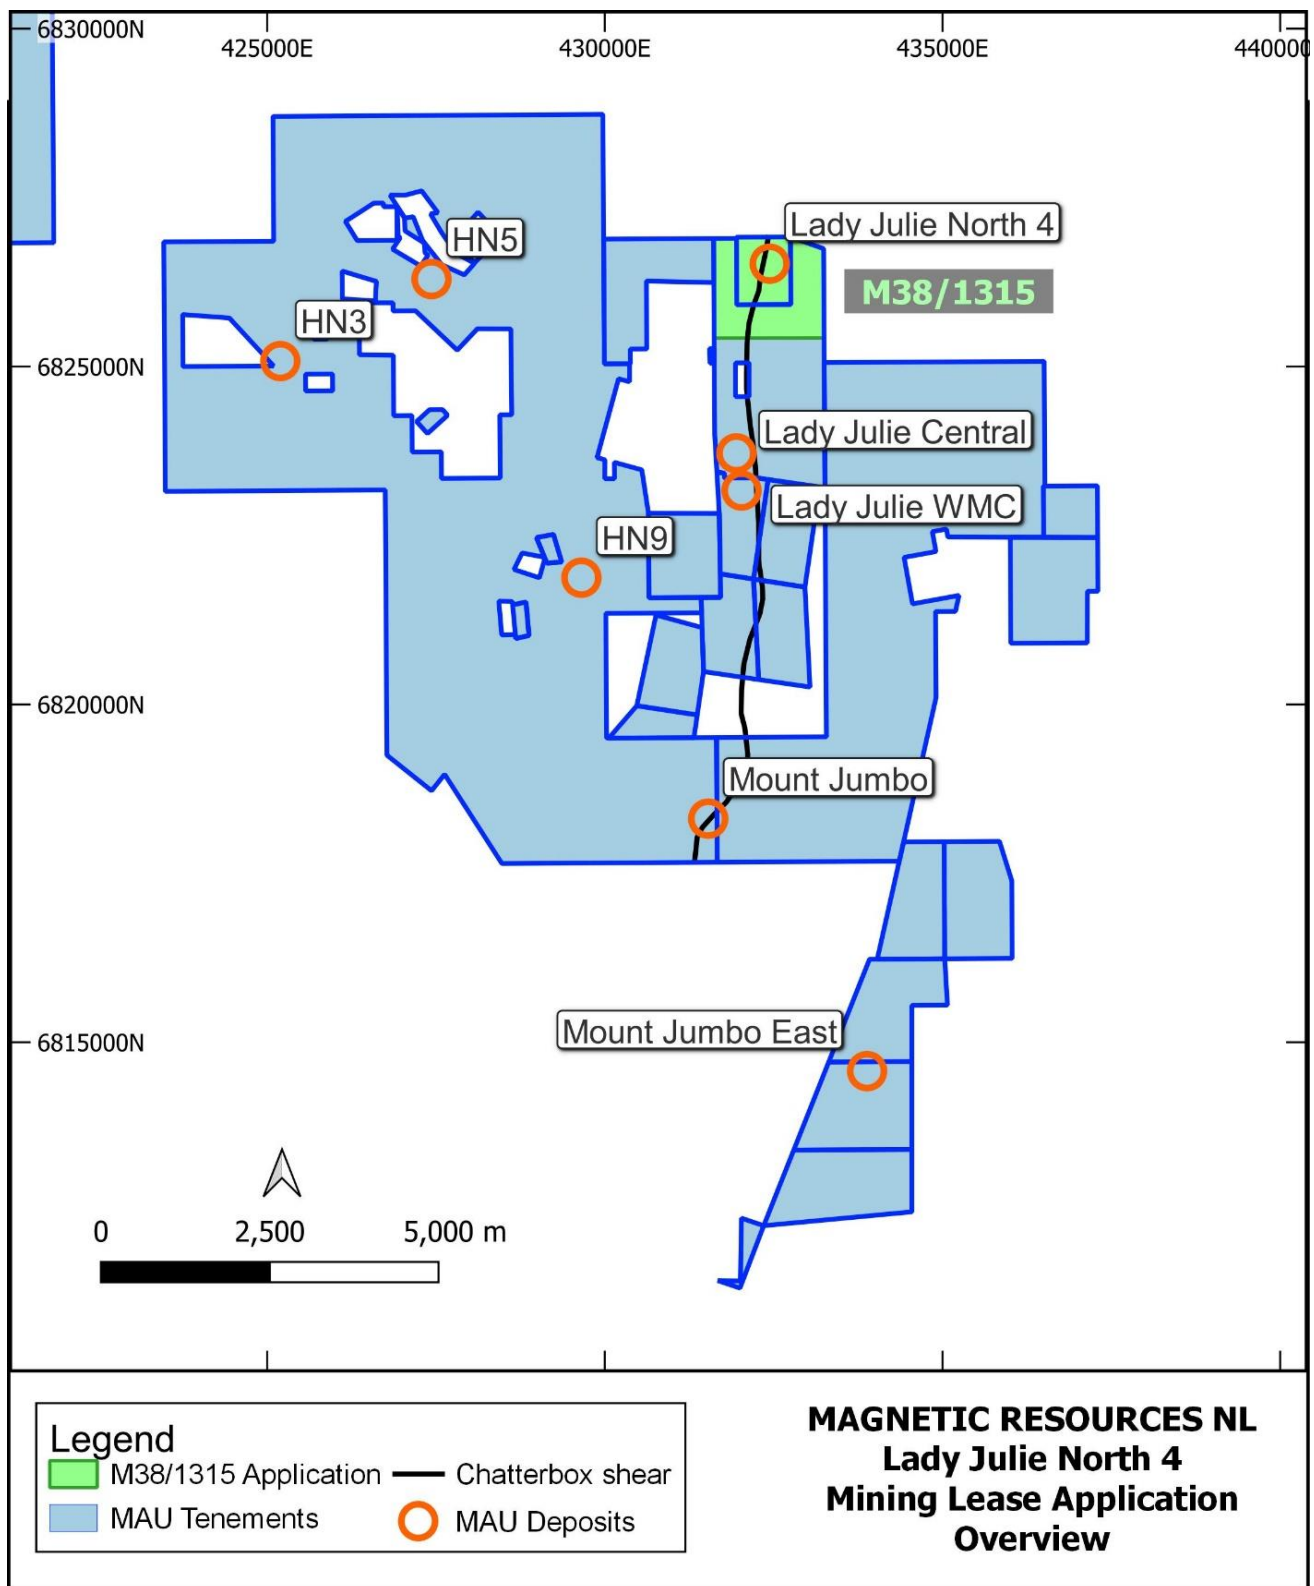 6830000N
425000E
430000E
435000E
440000
Lady Julie North 4
HN5
M38/1315
HN3
6825000N
Lady Julie Central
Lady Julie WMC
HN9
6820000N
Mount Jumbo
Mount Jumbo East
6815000N
0 2,500 5,000 m
Legend
M38/1315 Application
Chatterbox shear
MAU Tenements
MAU Deposits
MAGNETIC RESOURCES NL
Lady Julie North 4
Mining Lease Application
Overview